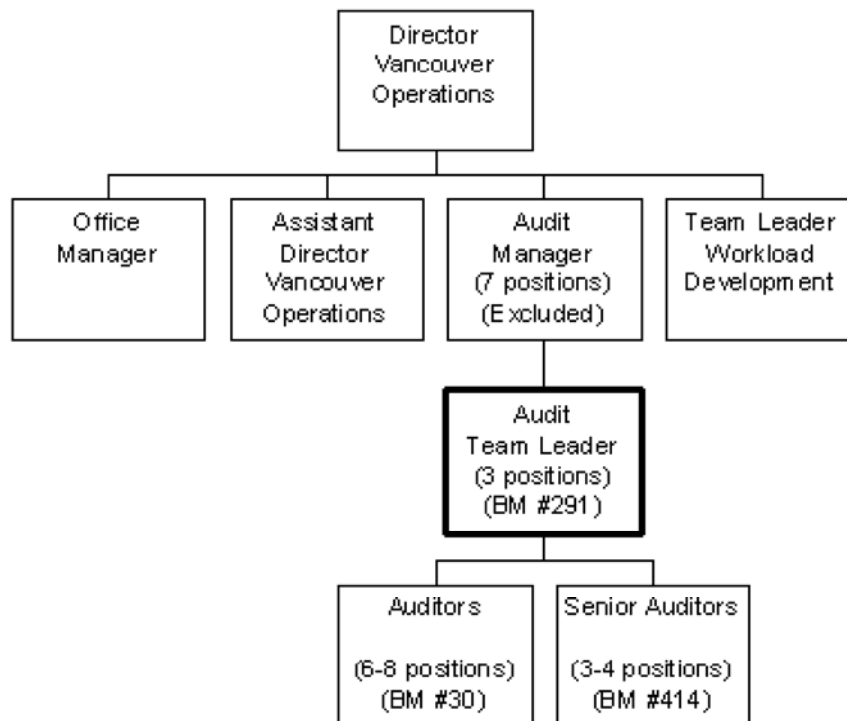 Director
Vancouver
Operations
Office
Manager
Assistant
Director
Vancouver
Operations
Audit
Manager
(7 positions)
(Excluded)
Team Leader
Workload
Development
Audit
Team Leader
(3 positions)
(BM #291)
Auditors
(6-8 positions)
(BM #30)
Senior Auditors
(3-4 positions)
(BM #414)